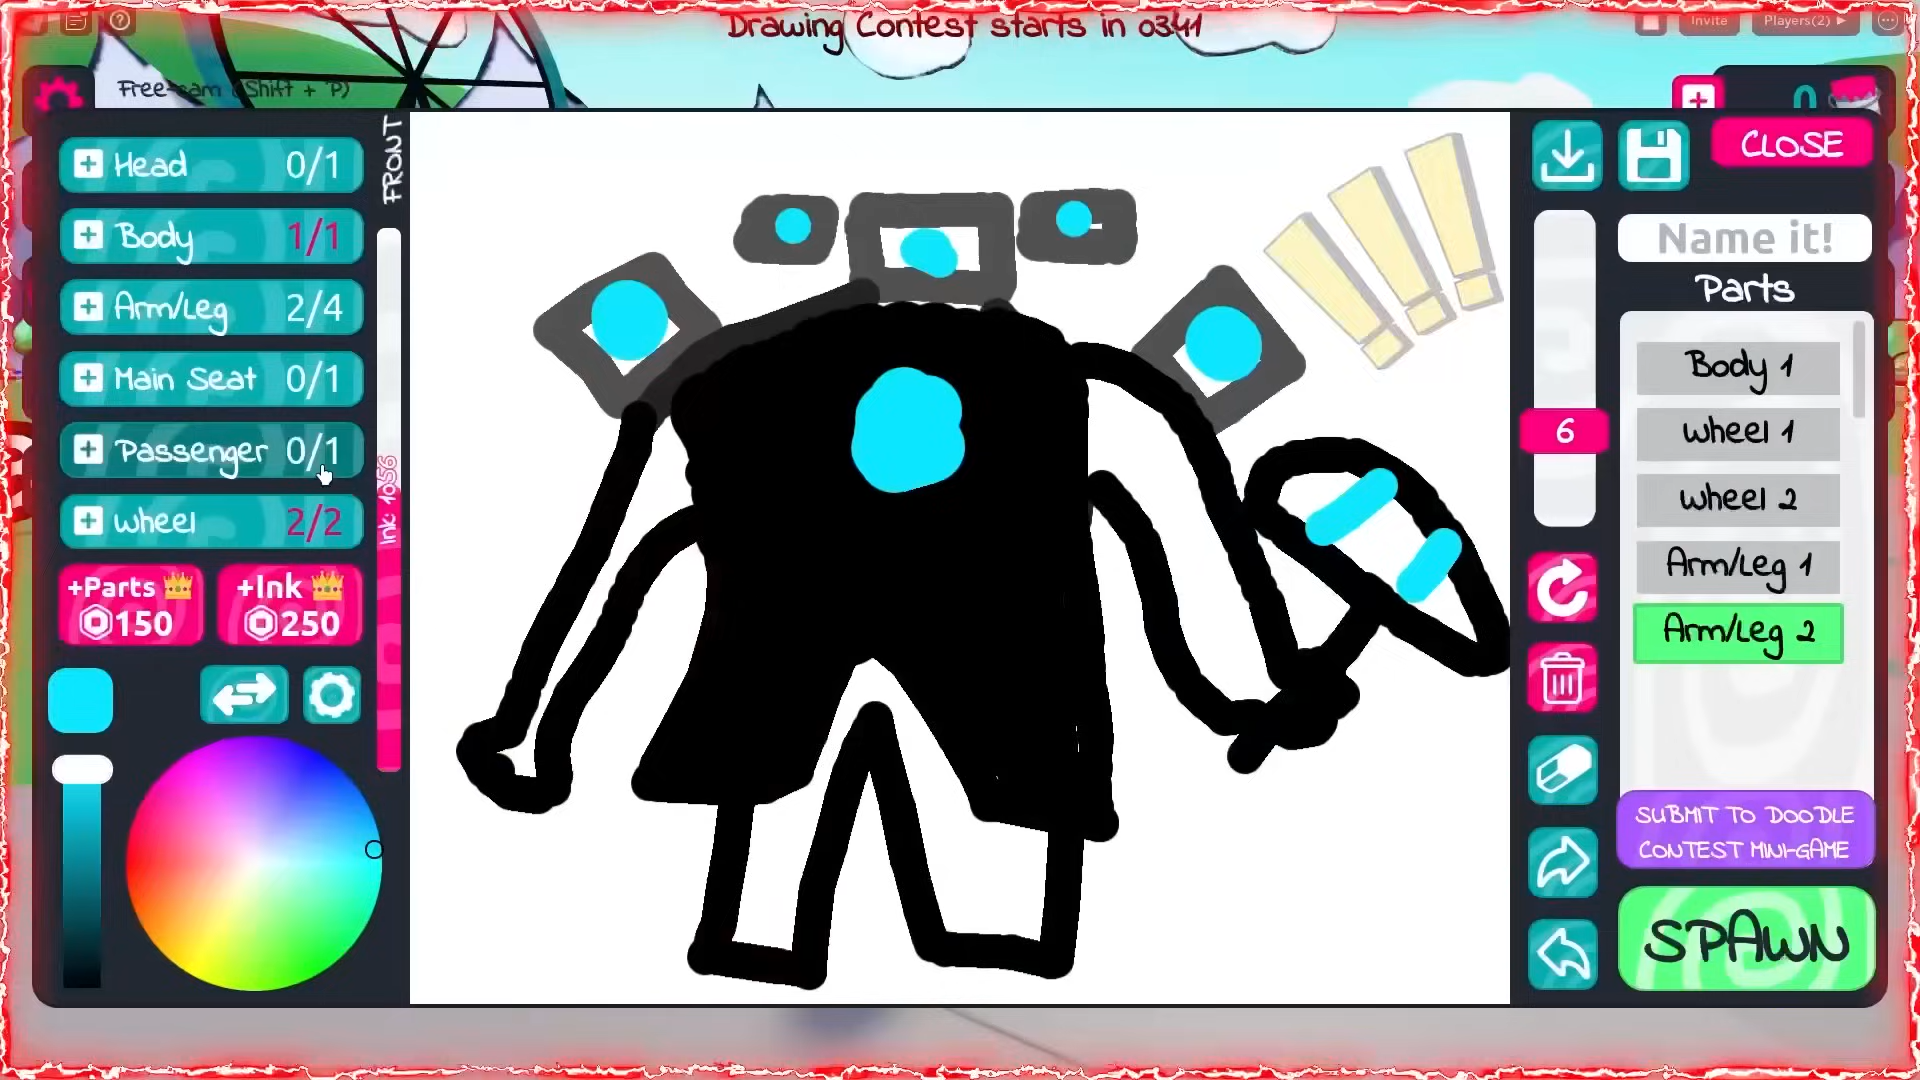 Drawing Contest starts in 03:41
Invite
Players(2)
Free-cam (Shift + P)
0
CLOSE
FRONT
Head 0/1
Body 1/1
Arm/Leg 2/4
Main Seat 0/1
Passenger 0/1
Wheel 2/2
Ink: 1056
+Parts 150
+Ink 250
6
Name it!
Parts
Body 1
Wheel 1
Wheel 2
Arm/Leg 1
Arm/Leg 2
SUBMIT TO DOODLE
CONTEST MINI-GAME
SPAWN